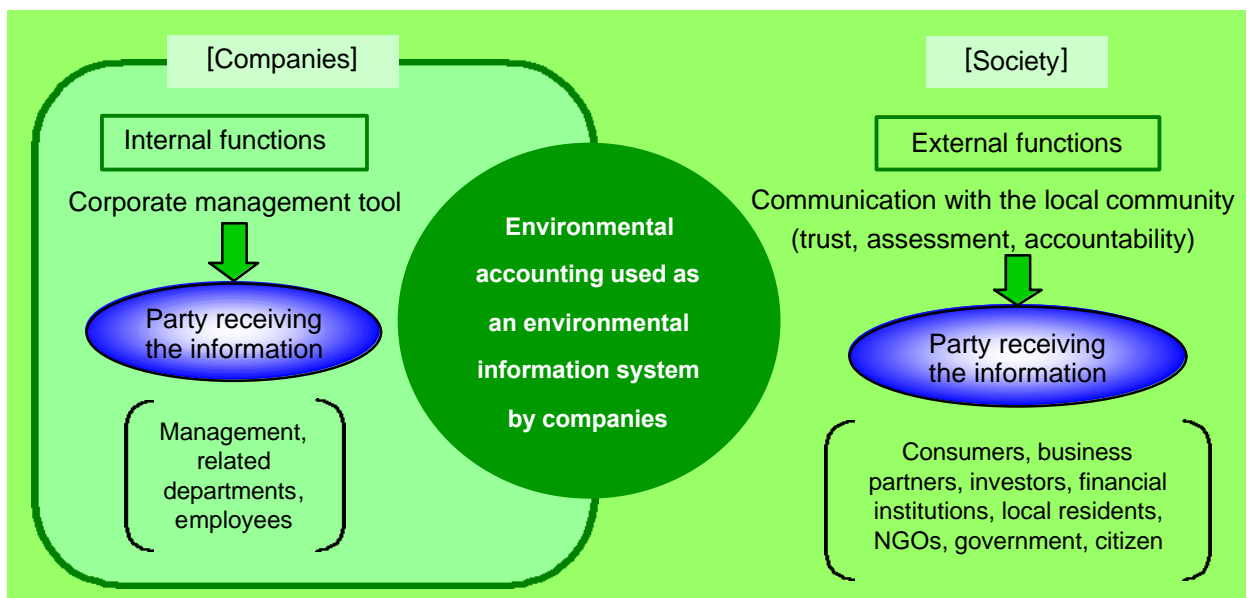 [Companies]
Internal functions
Corporate management tool
Party receiving
the information
Management,
related
departments,
employees
Environmental
accounting used as
an environmental
information system
by companies
[Society]
External functions
Communication with the local community
(trust, assessment, accountability)
Party receiving
the information
Consumers, business
partners, investors, financial
institutions, local residents,
NGOs, government, citizen